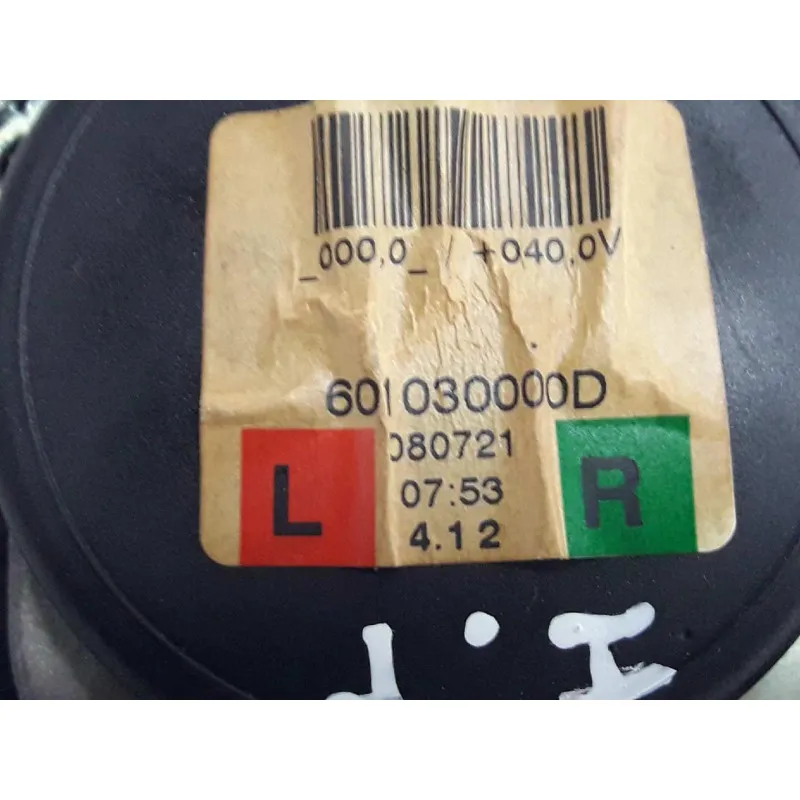 _000,0_ / +040,0V
601030000D
080721
L
07:53
R
4.12